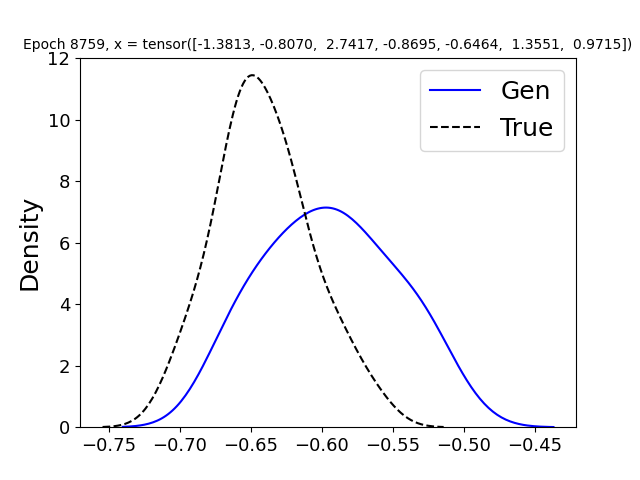 Epoch 8759, x = tensor([-1.3813, -0.8070,  2.7417, -0.8695, -0.6464,  1.3551,  0.9715])
12
10
8
6
4
2
0
Density
Gen
True
−0.75 −0.70 −0.65 −0.60 −0.55 −0.50 −0.45